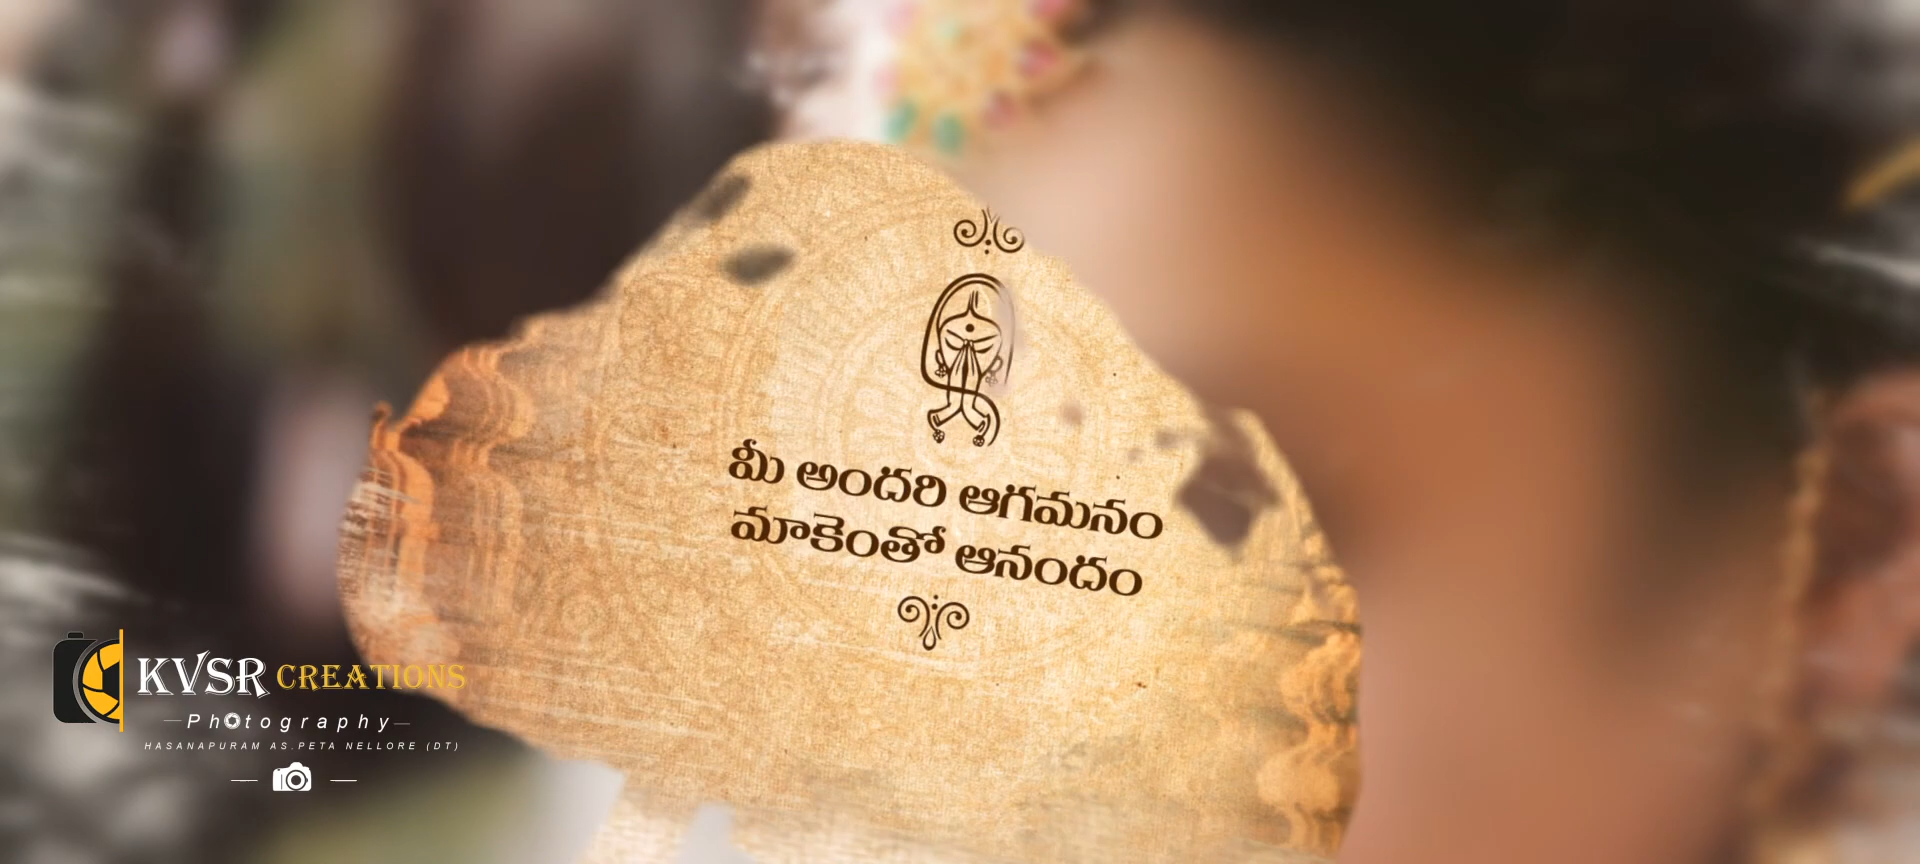 మీ అందరి ఆగమనం
మాకెంతో ఆనందం
KVSR CREATIONS
Photography
HASANAPURAM AS.PETA NELLORE (DT)